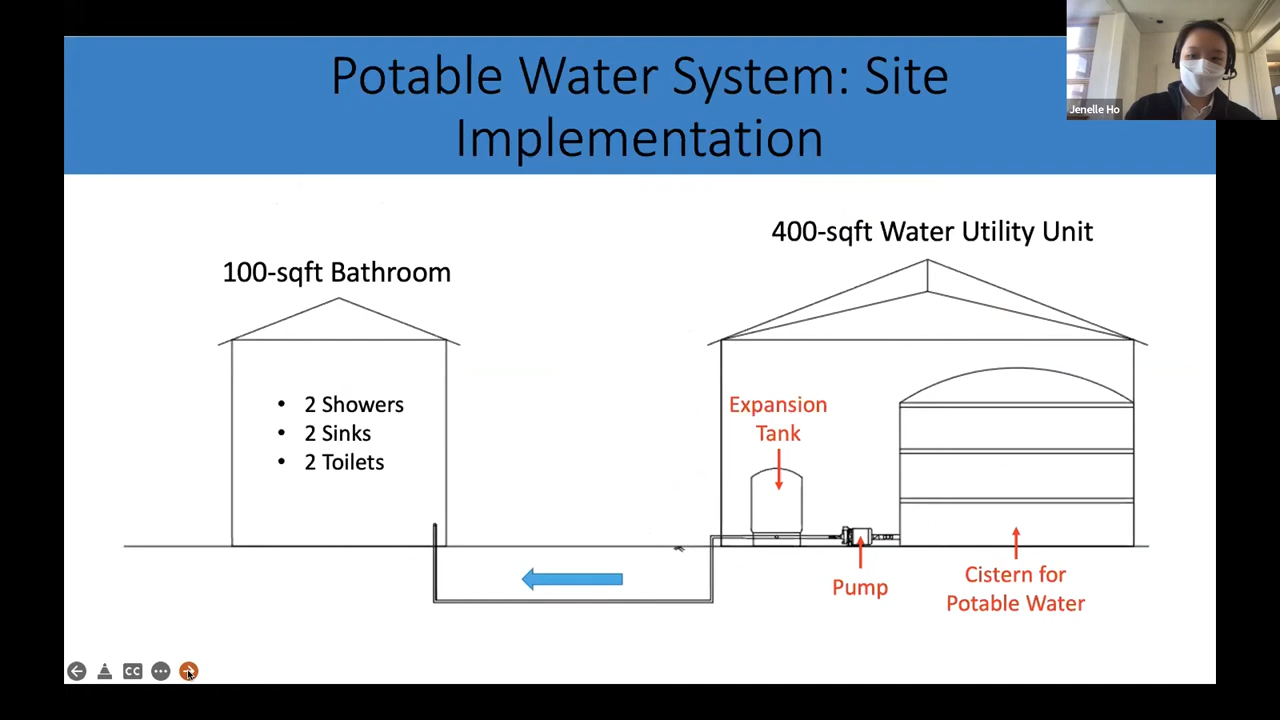 Potable Water System: Site
Implementation
Jenelle Ho
400-sqft Water Utility Unit
100-sqft Bathroom
• 2 Showers
• 2 Sinks
• 2 Toilets
Expansion
Tank
Pump
Cistern for
Potable Water
CC